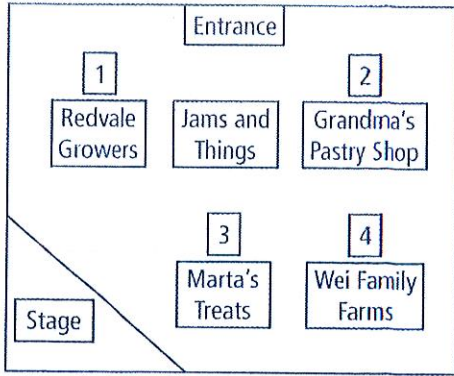 Entrance
1
2
Redvale
Growers
Jams and
Things
Grandma's
Pastry Shop
3
4
Marta's
Treats
Wei Family
Farms
Stage